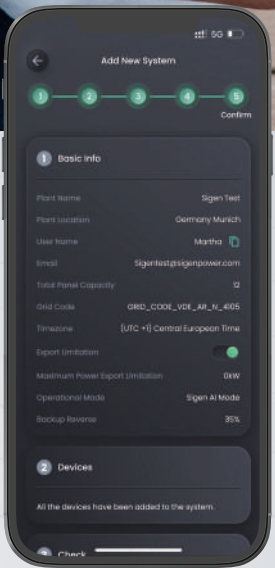 5G
Add New System
1 2 3 4 5
Confirm
1 Basic Info
Plant Name Sigen Test
Plant Location Germany Munich
User Name Martha
Email Sigentest@sigenpower.com
Total Panel Capacity 12
Grid Code GRID_CODE_VDE_AR_N_4105
Timezone [UTC +1] Central European Time
Export Limitation
Maximum Power Export Limitation 0kW
Operational Mode Sigen AI Mode
Backup Reverse 35%
2 Devices
All the devices have been added to the system.
3 Check